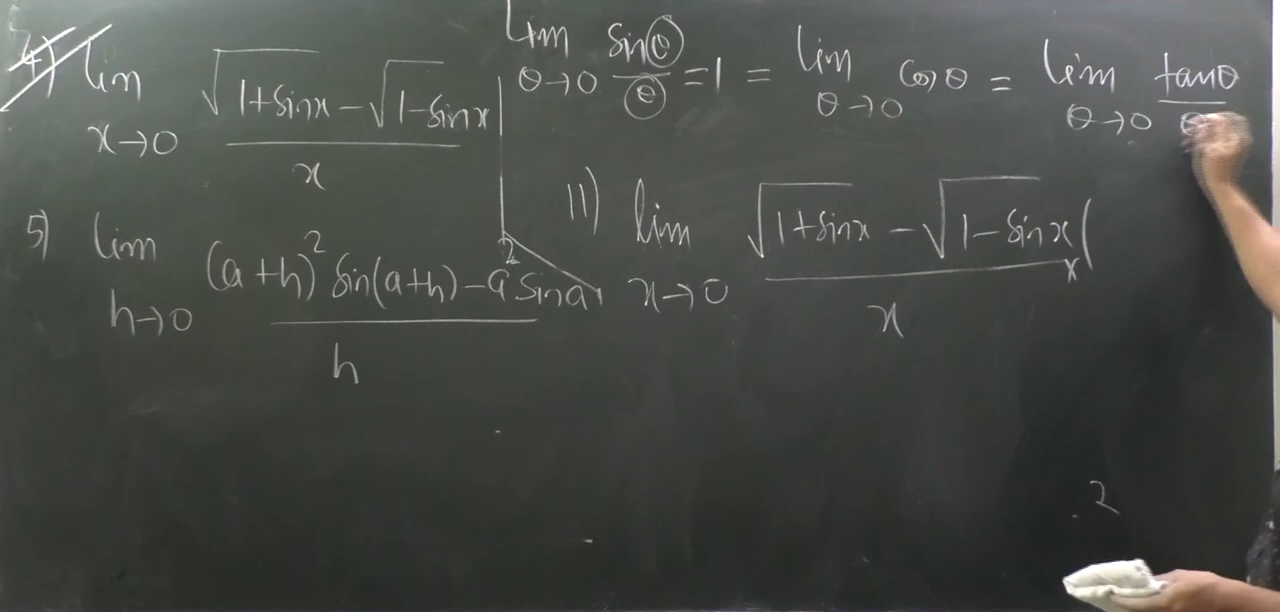 4) lim x→0 (√(1+sinx) − √(1−sinx)) / x
lim θ→0 sinθ/θ = 1 = lim θ→0 cosθ = lim θ→0 tanθ/θ
5) lim h→0 ((a+h)² sin(a+h) − a² sina) / h
11) lim x→0 (√(1+sinx) − √(1−sinx)) / x × (
2